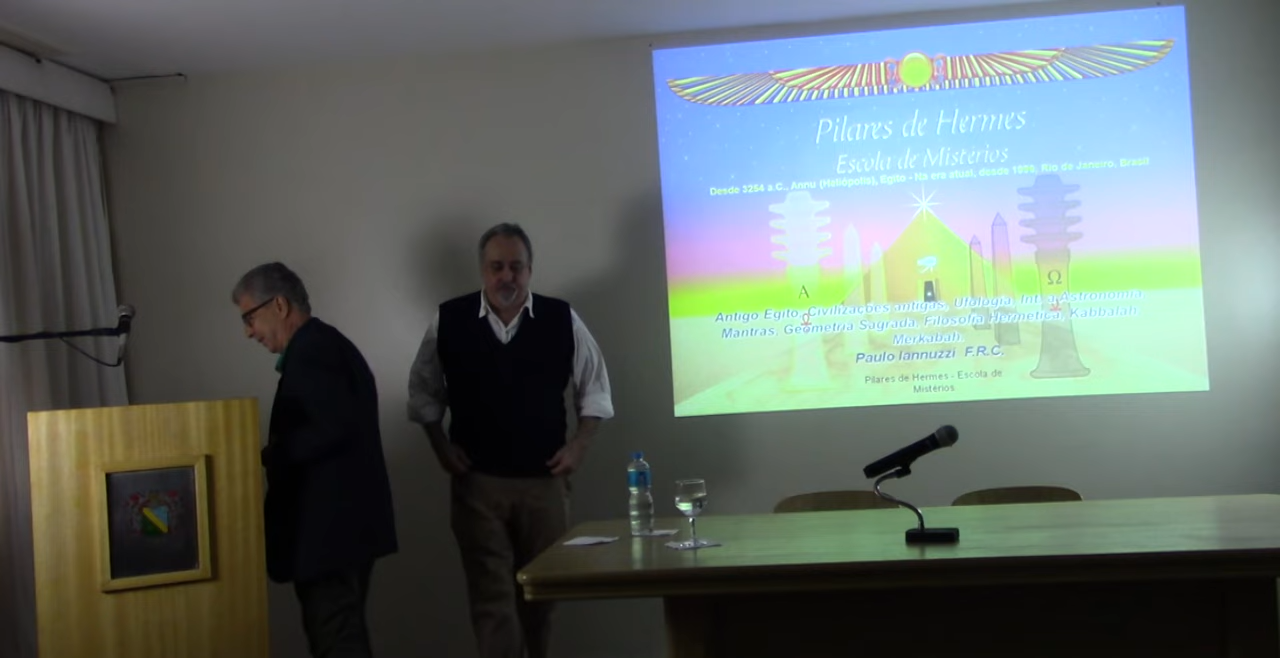 Pilares de Hermes
Escola de Mistérios
Desde 3254 a.C., Annu (Heliópolis), Egito - Na era atual, desde 1999, Rio de Janeiro, Brasil
Α
Ω
Antigo Egito, Civilizações antigas, Ufologia, Int. a Astronomia,
Mantras, Geometria Sagrada, Filosofia Hermética, Kabbalah
Merkabah.
Paulo Iannuzzi F.R.C.
Pilares de Hermes - Escola de
Mistérios